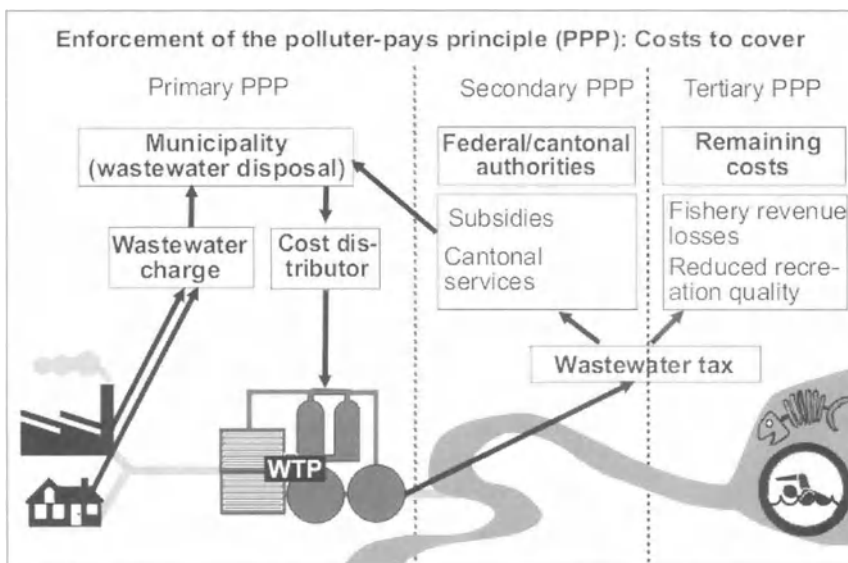 Enforcement of the polluter-pays principle (PPP): Costs to cover
Primary PPP
Secondary PPP
Tertiary PPP
Municipality
(wastewater disposal)
Federal/cantonal
authorities
Remaining
costs
Wastewater
charge
Cost dis-
tributor
Subsidies
Cantonal
services
Fishery revenue
losses
Reduced recre-
ation quality
Wastewater tax
WTP